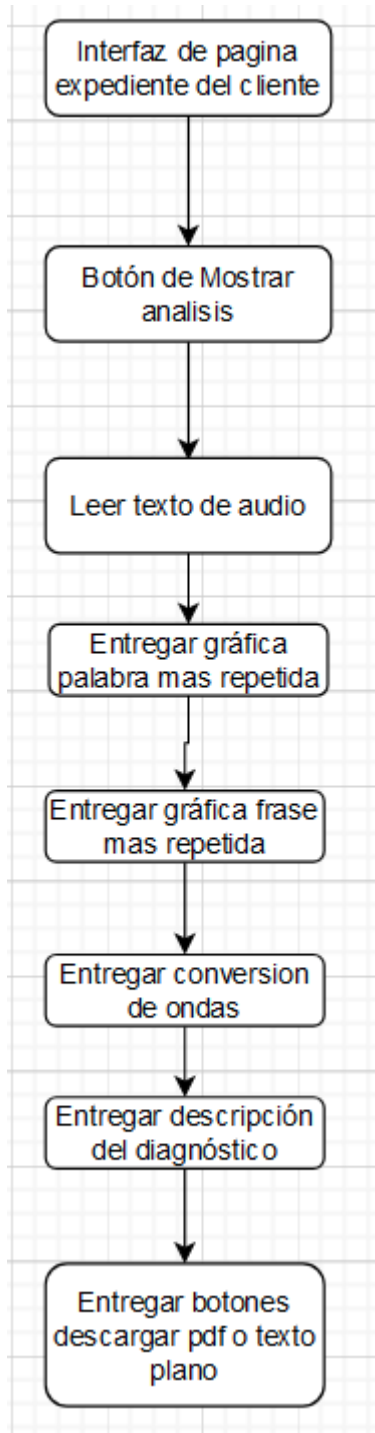 Interfaz de pagina
expediente del cliente
Botón de Mostrar
analisis
Leer texto de audio
Entregar gráfica
palabra mas repetida
Entregar gráfica frase
mas repetida
Entregar conversion
de ondas
Entregar descripción
del diagnóstico
Entregar botones
descargar pdf o texto
plano